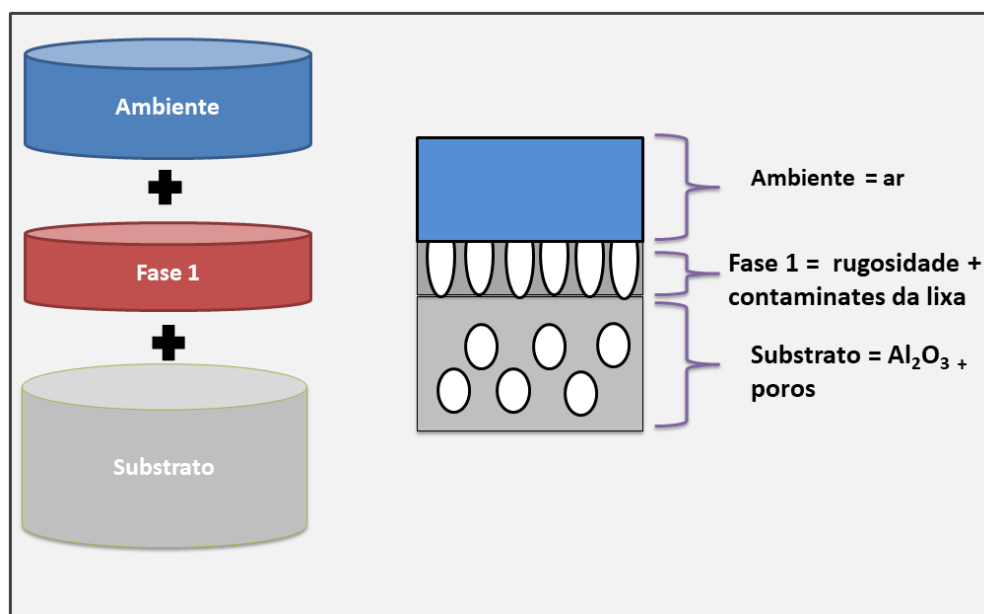 Ambiente
Fase 1
Substrato
Ambiente = ar
Fase 1 = rugosidade +
contaminates da lixa
Substrato = Al₂O₃ +
poros